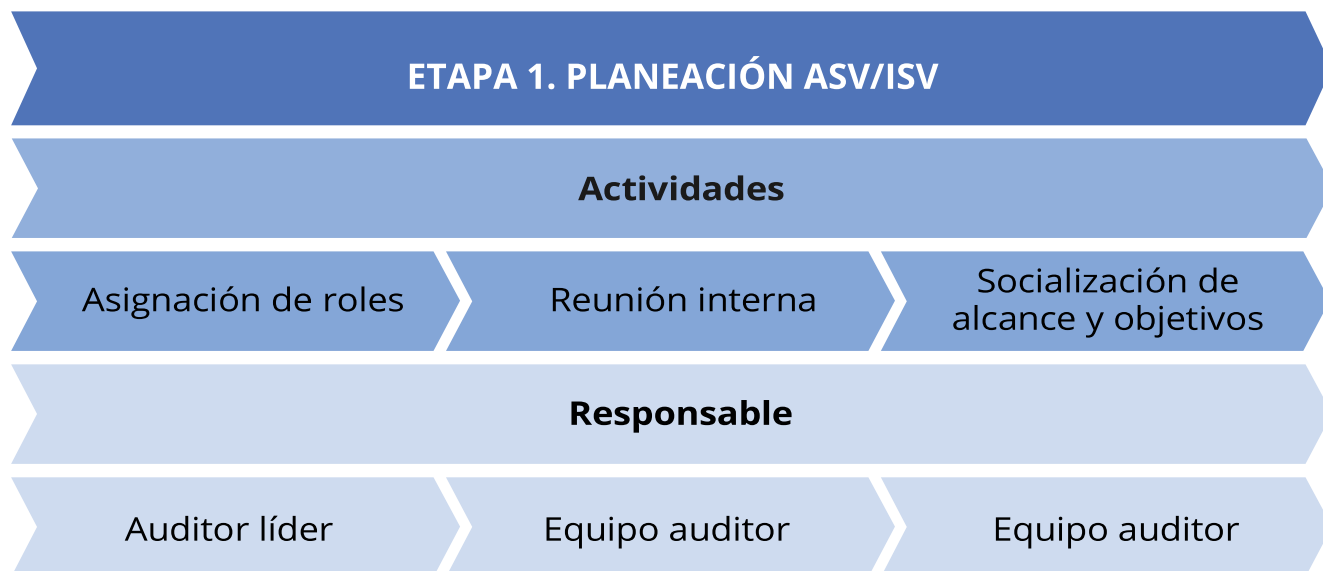 ETAPA 1. PLANEACIÓN ASV/ISV
Actividades
Asignación de roles
Reunión interna
Socialización de
alcance y objetivos
Responsable
Auditor líder
Equipo auditor
Equipo auditor